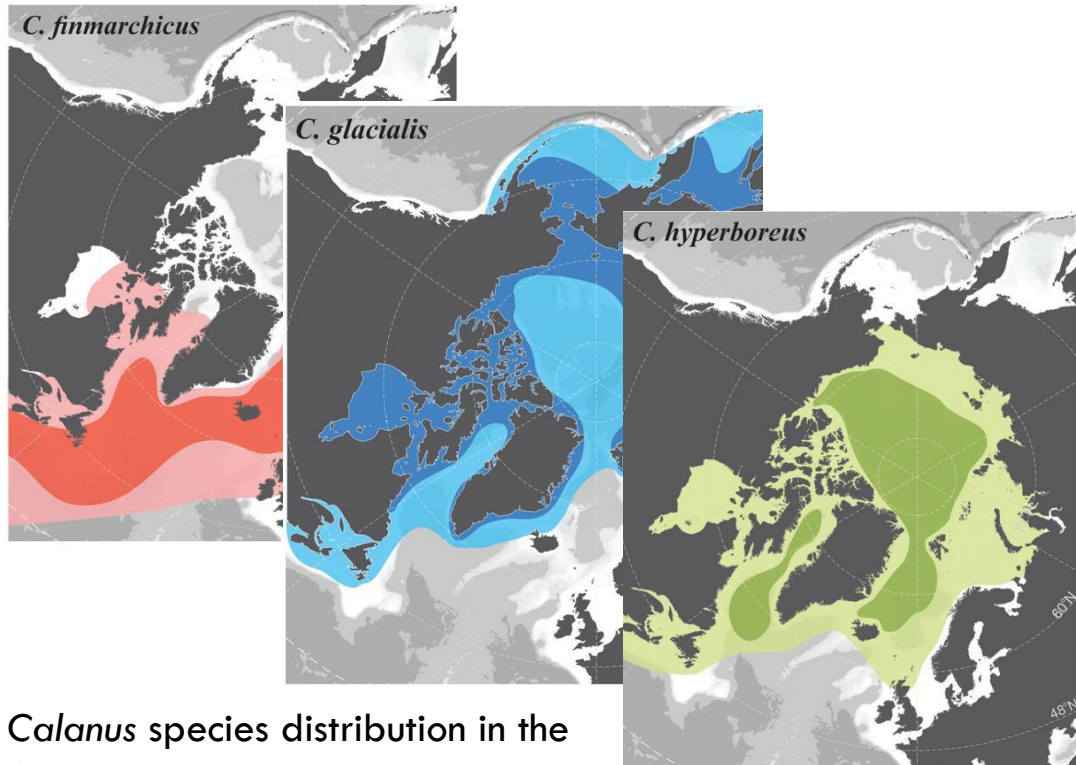 C. finmarchicus
C. glacialis
C. hyperboreus
60°N
48°N
Calanus species distribution in the